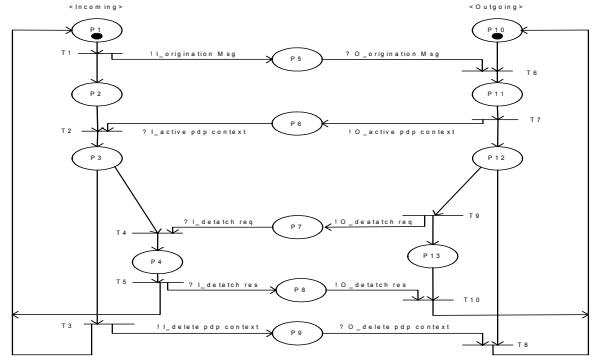 <Incoming> <Outgoing>
P1 P10
T1 ! I_origination Msg P5 ? O_origination Msg T6
P2 P11
T2 ? I_active pdp context P6 !O_active pdp context T7
P3 P12
T4 ? I_detatch req P7 !O_deatatch req T9
P4 P13
T5 ? I_detatch res P8 !O_detatch res T10
T3 !I_delete pdp context P9 ? O_delete pdp context T8